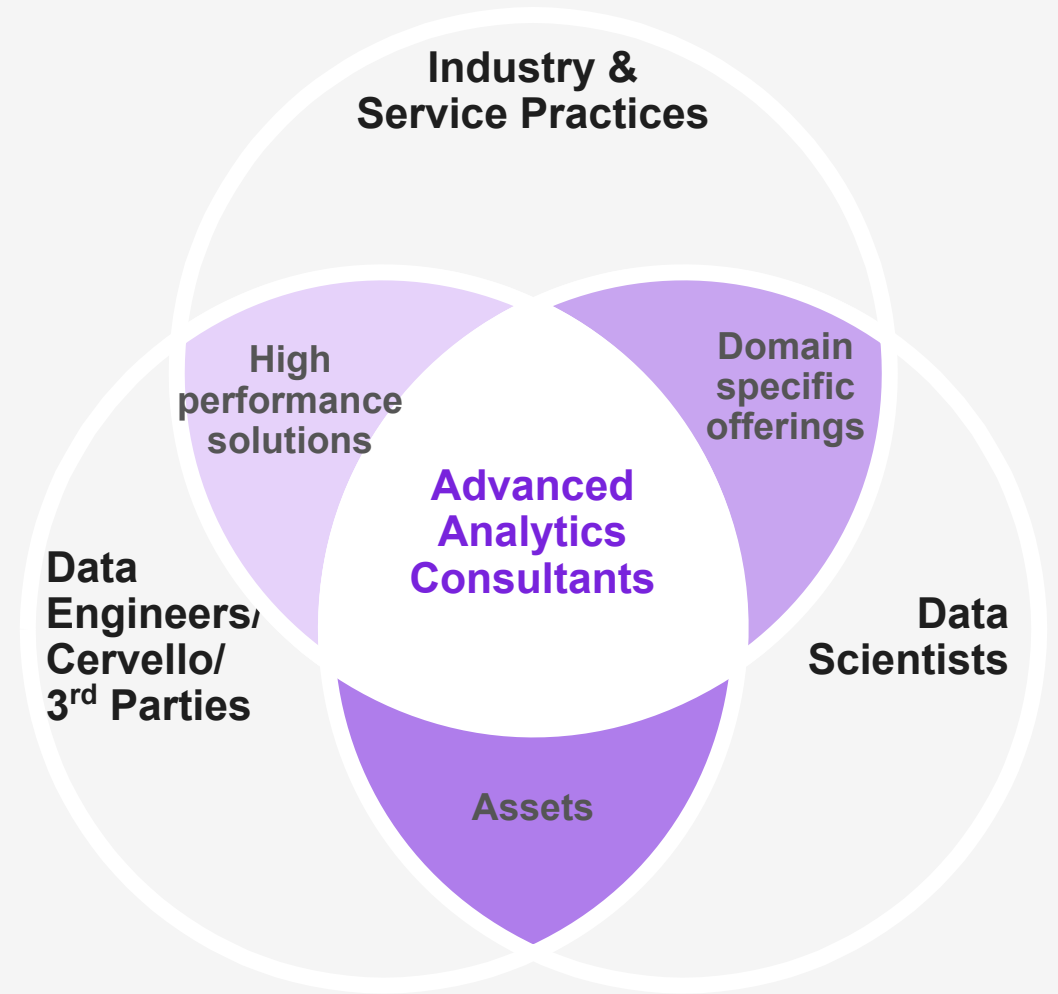 Industry &
Service Practices
High
performance
solutions
Domain
specific
offerings
Advanced
Analytics
Consultants
Data
Engineers/
Cervello/
3rd Parties
Data
Scientists
Assets